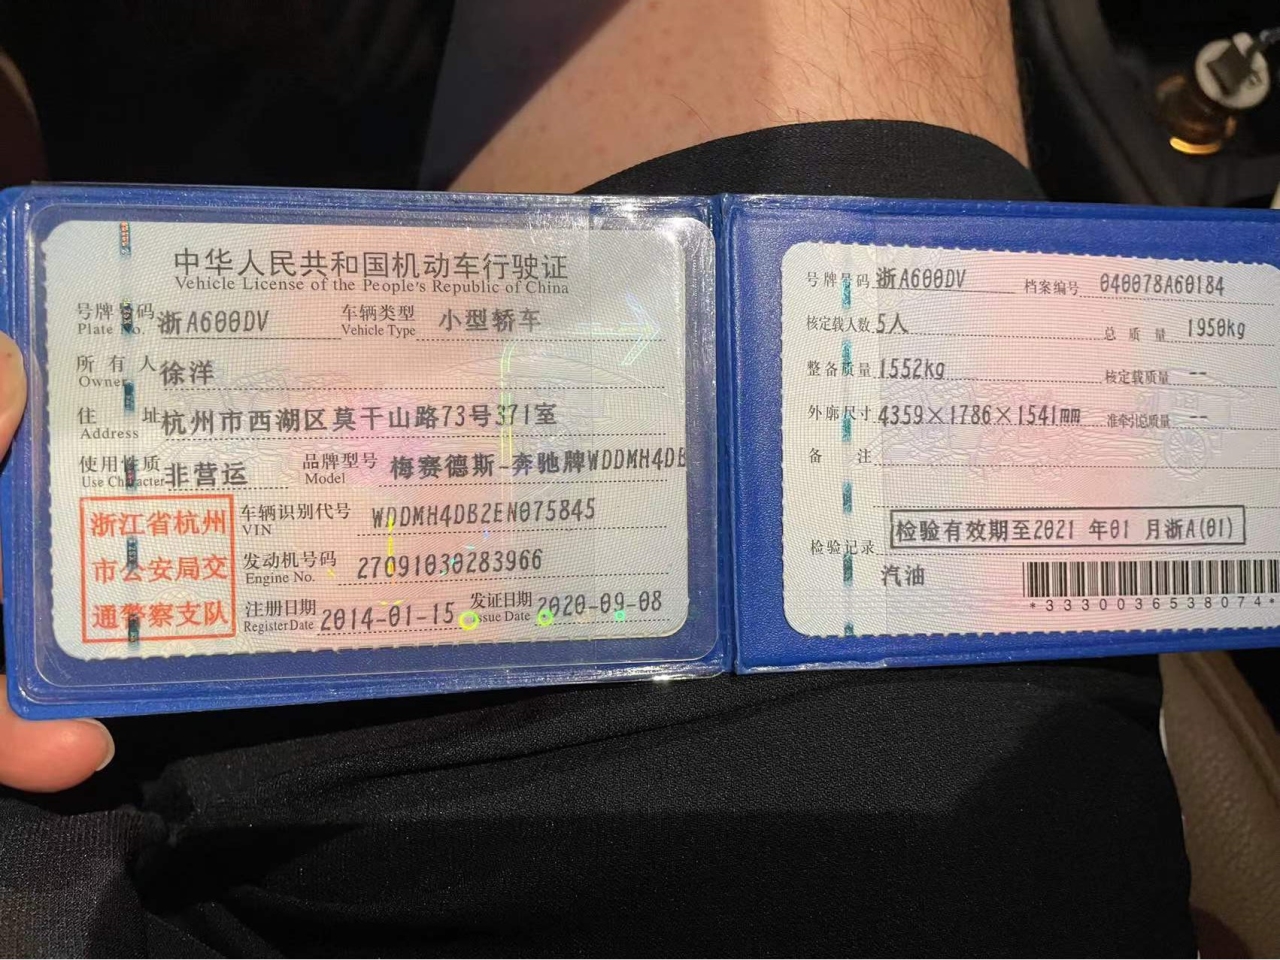 中华人民共和国机动车行驶证
Vehicle License of the People's Republic of China
号牌号码 浙A600DV 车辆类型 小型轿车
Plate No. Vehicle Type
所有人 徐洋
Owner
住址 杭州市西湖区莫干山路73号371室
Address
使用性质 非营运 品牌型号 梅赛德斯-奔驰牌WDDMH4DB
Use Character Model
浙江省杭州
市公安局交
通警察支队
车辆识别代号 WDDMH4DB2EN075845
VIN
发动机号码 27091030283966
Engine No.
注册日期 2014-01-15 发证日期 2020-09-08
Register Date Issue Date
号牌号码 浙A600DV 档案编号 040078A60184
核定载人数 5人 总质量 1950kg
整备质量 1552kg 核定载质量 --
外廓尺寸 4359×1786×1541mm 准牵引总质量 --
备注
检验记录 检验有效期至2021 年01 月浙A(01)
汽油
*3330036538074*